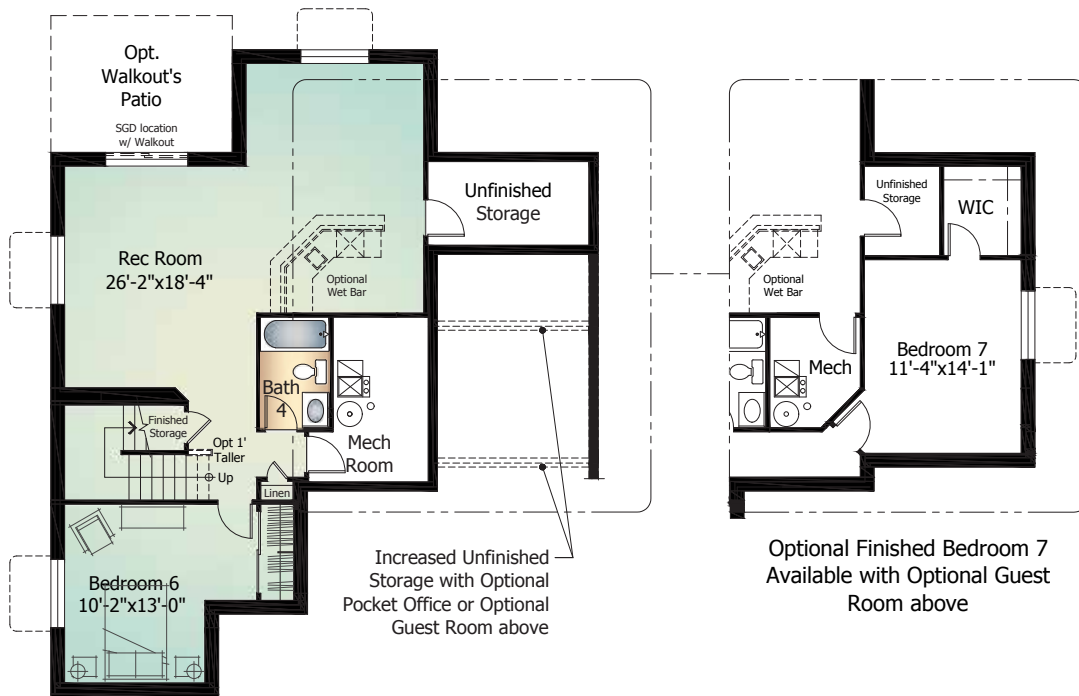 Opt.
Walkout's
Patio
SGD location
w/ Walkout
Unfinished
Storage
Rec Room
26'-2"x18'-4"
Optional
Wet Bar
Bath
4
Mech
Room
Finished
Storage
Opt 1'
Taller
Up
Linen
Bedroom 6
10'-2"x13'-0"
Increased Unfinished
Storage with Optional
Pocket Office or Optional
Guest Room above
Unfinished
Storage
WIC
Optional
Wet Bar
Mech
Bedroom 7
11'-4"x14'-1"
Optional Finished Bedroom 7
Available with Optional Guest
Room above